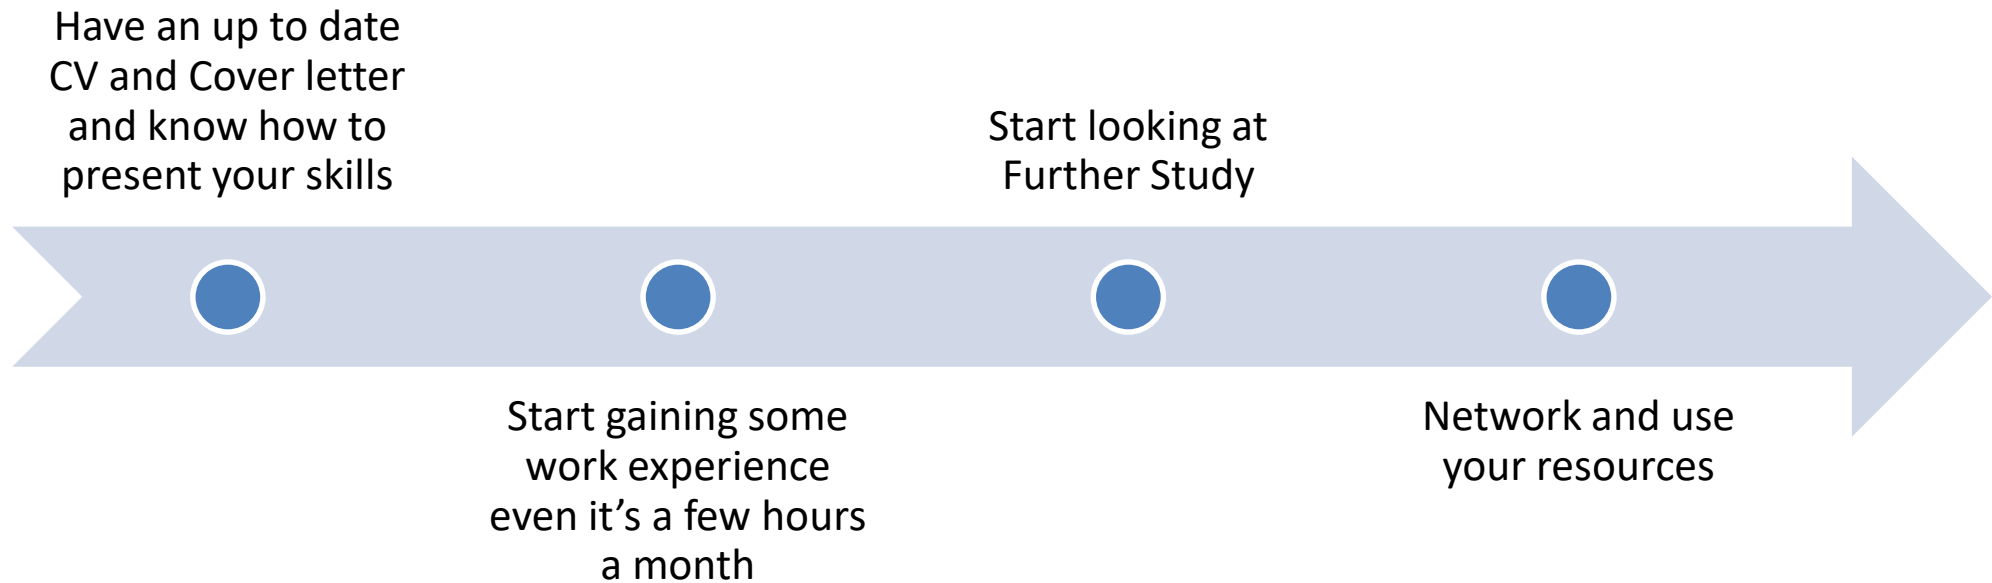 Have an up to date
CV and Cover letter
and know how to
present your skills
Start gaining some
work experience
even it’s a few hours
a month
Start looking at
Further Study
Network and use
your resources